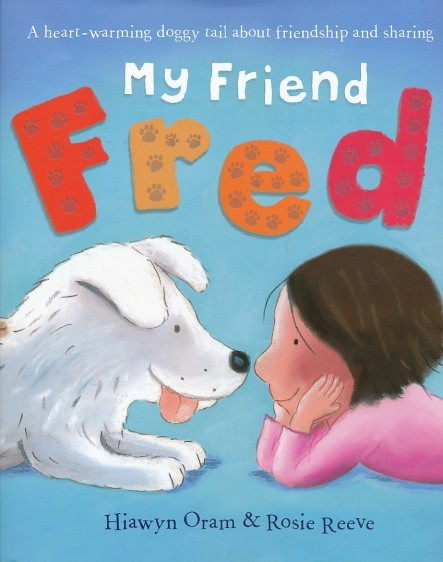 A heart-warming doggy tail about friendship and sharing
My Friend
Fred
Hiawyn Oram & Rosie Reeve